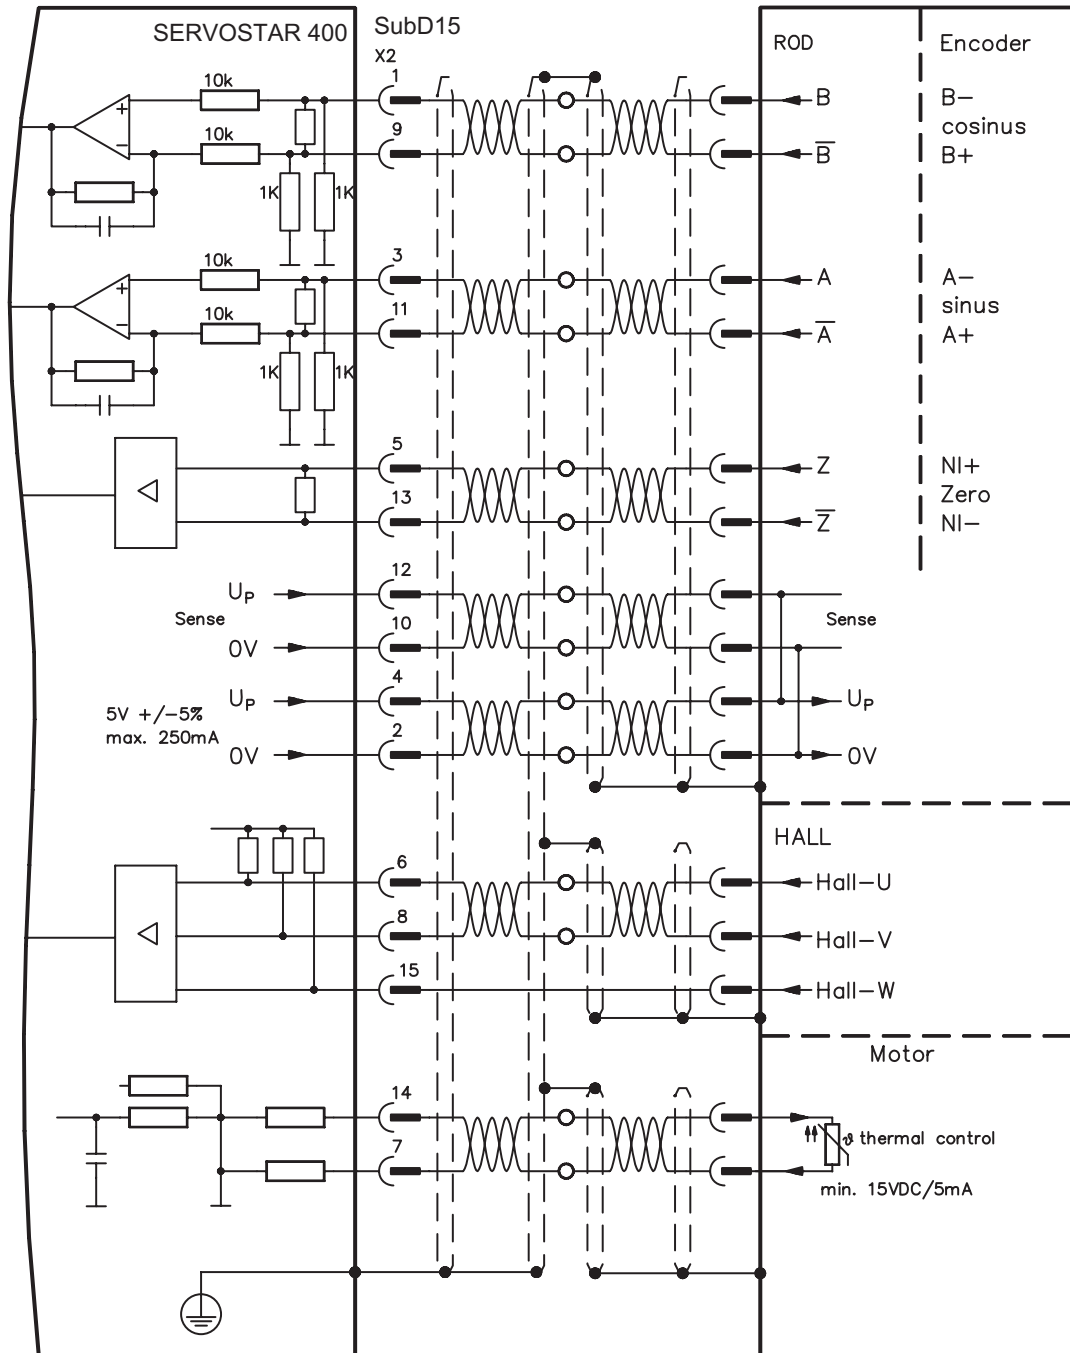 SERVOSTAR 400
SubD15
X2
ROD
Encoder
10k
1
B
B−
cosinus
10k
9
B̅
B+
1K
1K
10k
3
A
A−
sinus
10k
11
A̅
A+
1K
1K
5
Z
NI+
Zero
13
Z̅
NI−
UP
12
Sense
Sense
0V
10
UP
4
UP
5V +/−5%
max. 250mA
0V
2
0V
HALL
6
Hall−U
8
Hall−V
15
Hall−W
Motor
14
ϑ thermal control
7
min. 15VDC/5mA